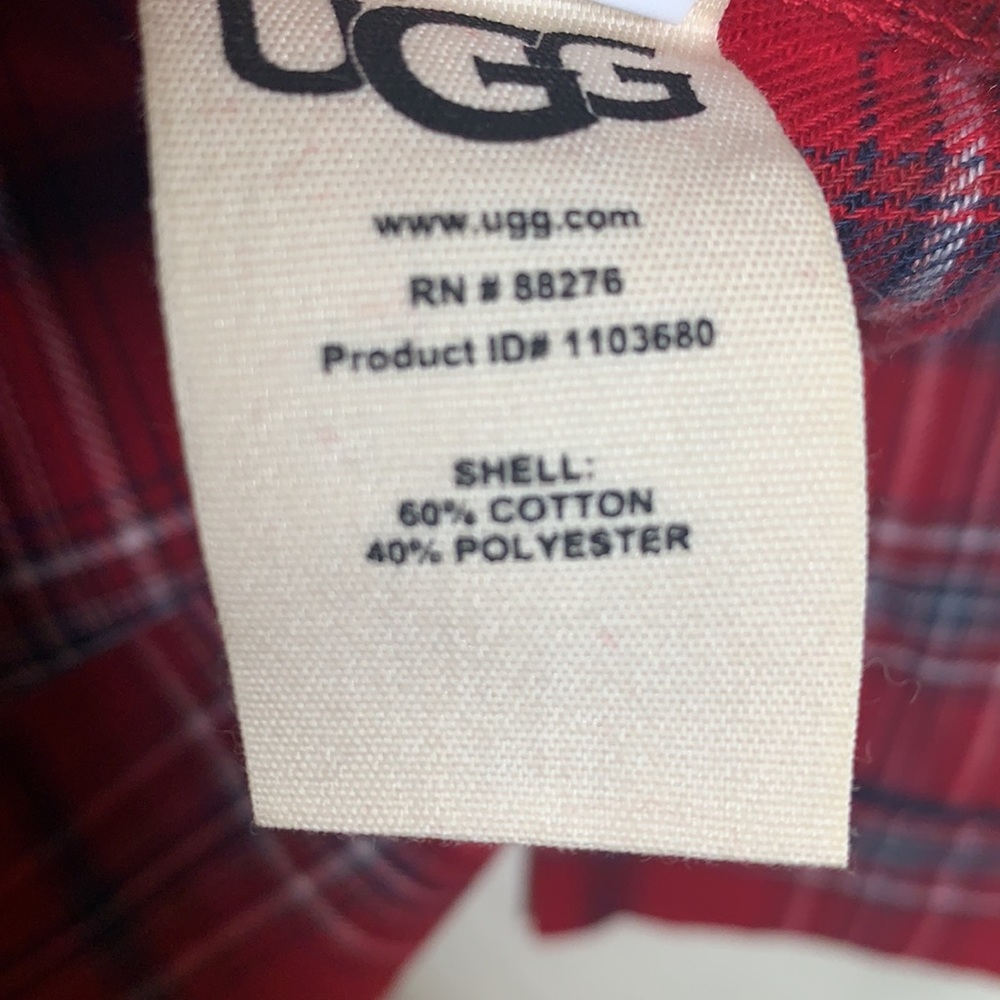 UGG
www.ugg.com
RN # 88276
Product ID# 1103680
SHELL:
60% COTTON
40% POLYESTER